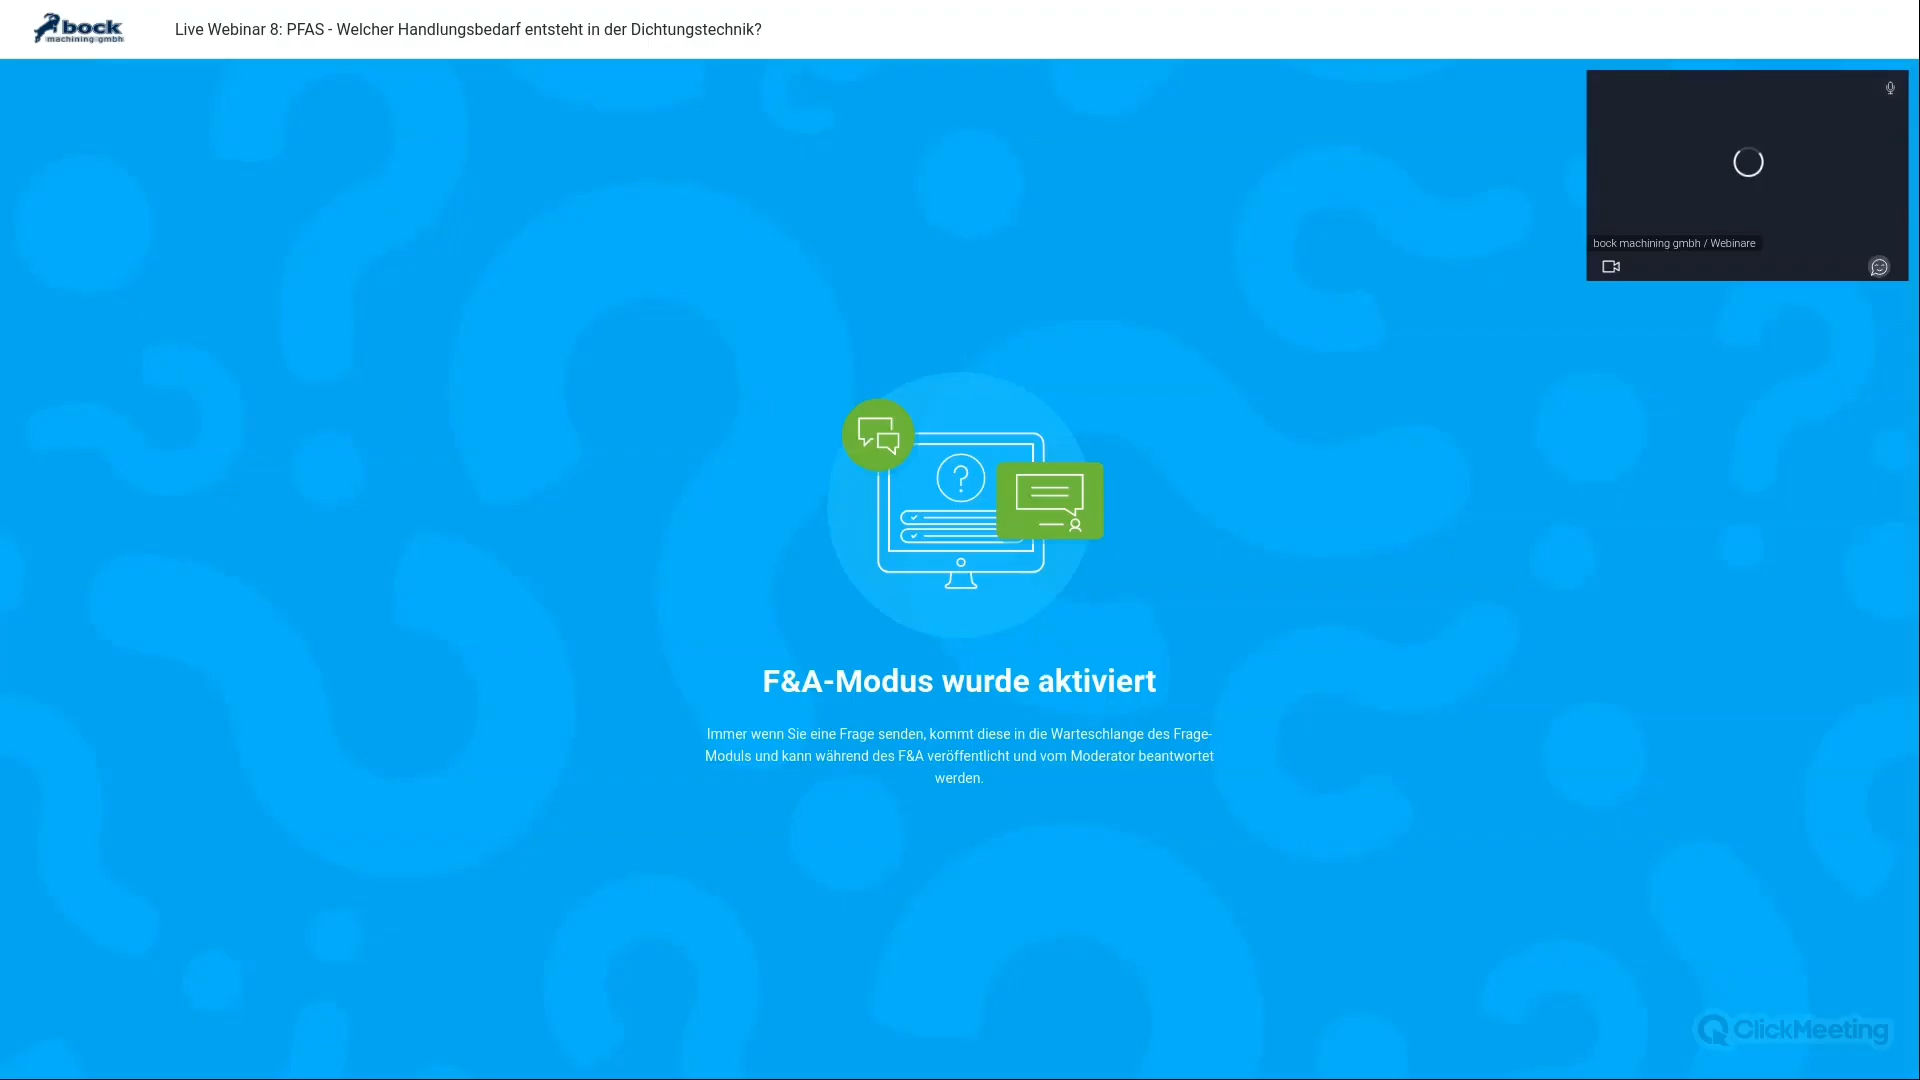 bock
machining gmbh
Live Webinar 8: PFAS - Welcher Handlungsbedarf entsteht in der Dichtungstechnik?
bock machining gmbh / Webinare
F&A-Modus wurde aktiviert
Immer wenn Sie eine Frage senden, kommt diese in die Warteschlange des Frage-
Moduls und kann während des F&A veröffentlicht und vom Moderator beantwortet
werden.
ClickMeeting